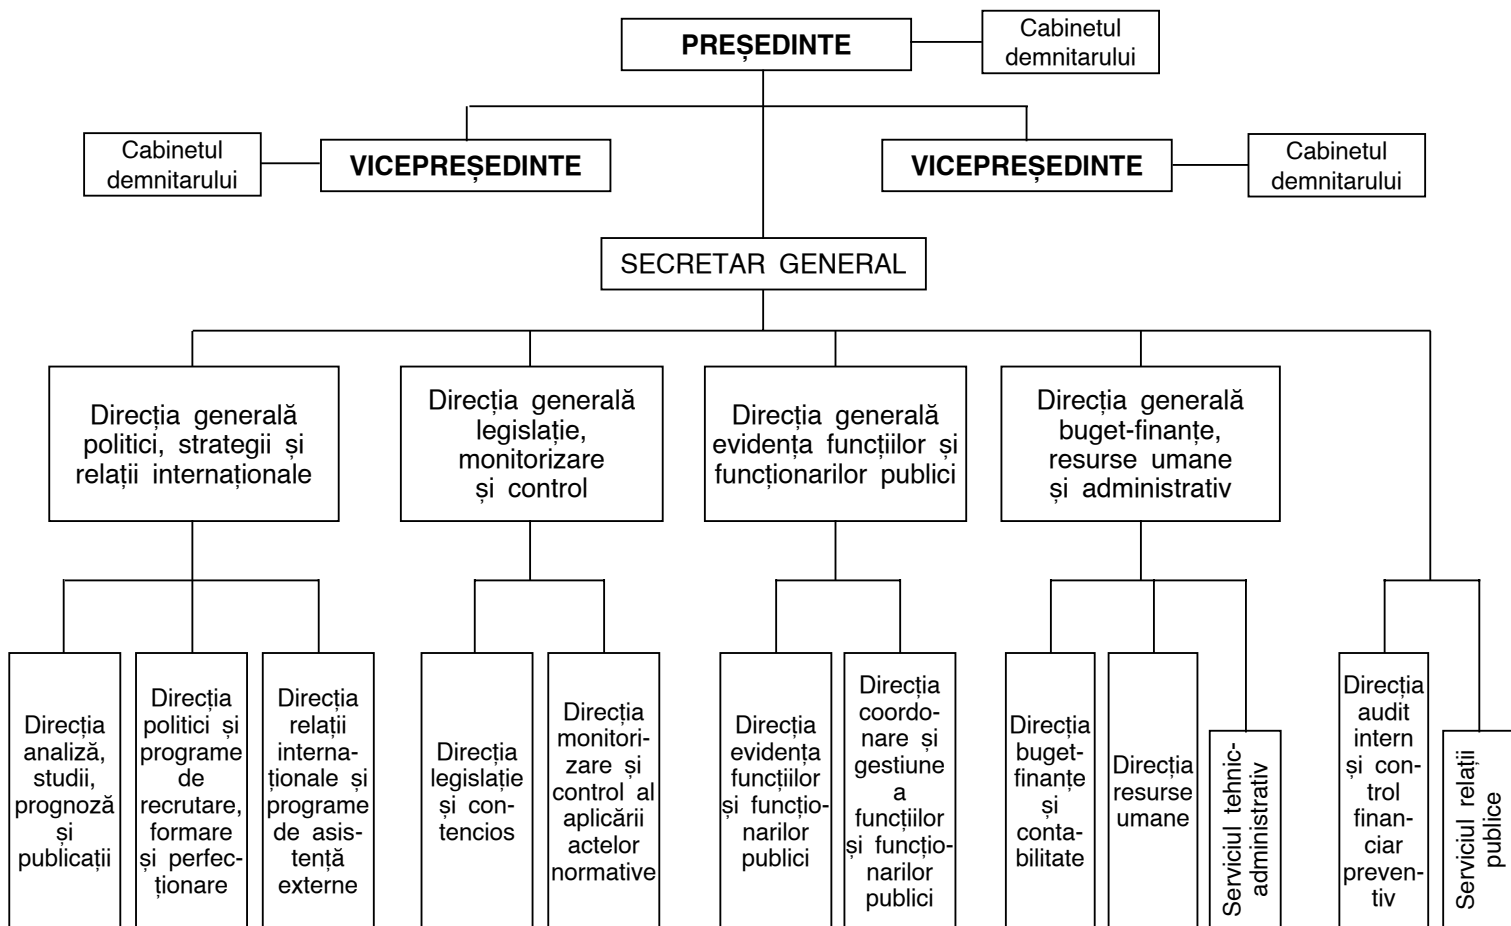 PREȘEDINTE
Cabinetul
demnitarului
Cabinetul
demnitarului
VICEPREȘEDINTE
VICEPREȘEDINTE
Cabinetul
demnitarului
SECRETAR GENERAL
Direcția generală
politici, strategii și
relații internaționale
Direcția generală
legislație,
monitorizare
și control
Direcția generală
evidența funcțiilor și
funcționarilor publici
Direcția generală
buget-finanțe,
resurse umane
și administrativ
Direcția
analiză,
studii,
prognoză
și
publicații
Direcția
politici și
programe
de
recrutare,
formare
și perfec-
ționare
Direcția
relații
interna-
ționale și
programe
de asis-
tență
externe
Direcția
legislație
și con-
tencios
Direcția
monitori-
zare și
control al
aplicării
actelor
normative
Direcția
evidența
funcțiilor
și funcțio-
narilor
publici
Direcția
coordo-
nare și
gestiune
a
funcțiilor
și funcțio-
narilor
publici
Direcția
buget-
finanțe
și
conta-
bilitate
Direcția
resurse
umane
Serviciul tehnic-
administrativ
Direcția
audit
intern
și con-
trol
finan-
ciar
preven-
tiv
Serviciul relații
publice